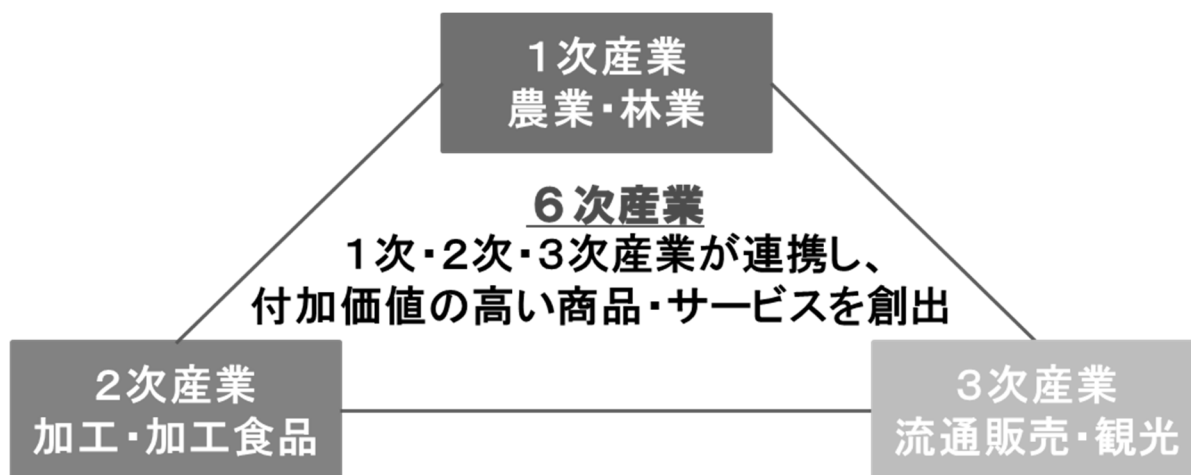 １次産業
農業・林業
６次産業
１次・２次・３次産業が連携し、
付加価値の高い商品・サービスを創出
２次産業
加工・加工食品
３次産業
流通販売・観光